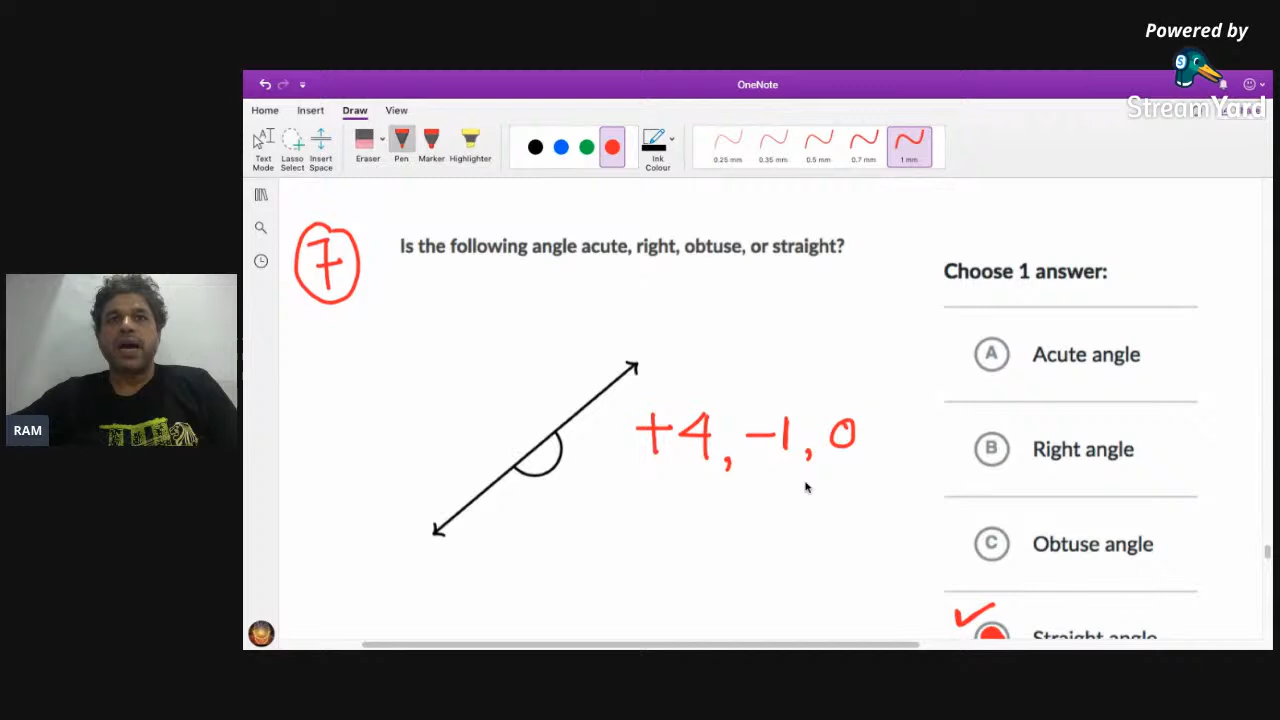 Powered by
StreamYard
OneNote
Home Insert Draw View
Text Mode
Lasso Select
Insert Space
Eraser
Pen
Marker
Highlighter
Ink Colour
0.25 mm
0.35 mm
0.5 mm
0.7 mm
1 mm
7
Is the following angle acute, right, obtuse, or straight?
+4, -1, 0
Choose 1 answer:
A Acute angle
B Right angle
C Obtuse angle
Straight angle
RAM